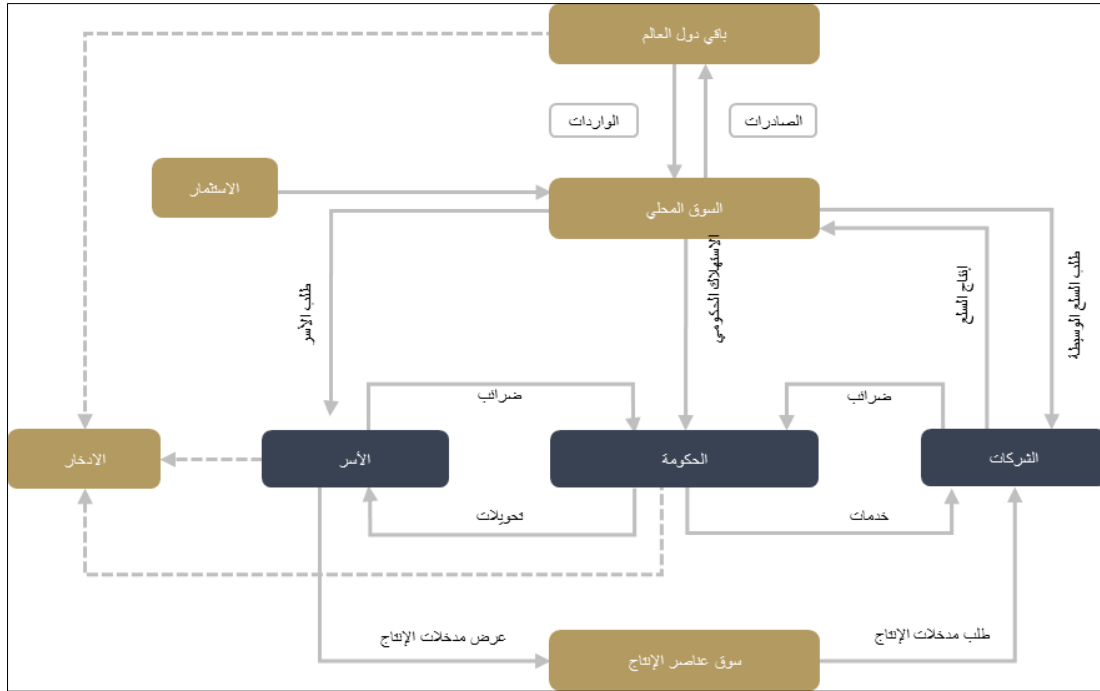 باقي دول العالم
الصادرات
الواردات
الاستثمار
السوق المحلي
طلب السلع الوسيطة
إنتاج السلع
الاستهلاك الحكومي
طلب الأسر
ضرائب
ضرائب
الشركات
الحكومة
الأسر
الادخار
خدمات
تحويلات
طلب مدخلات الإنتاج
عرض مدخلات الإنتاج
سوق عناصر الإنتاج